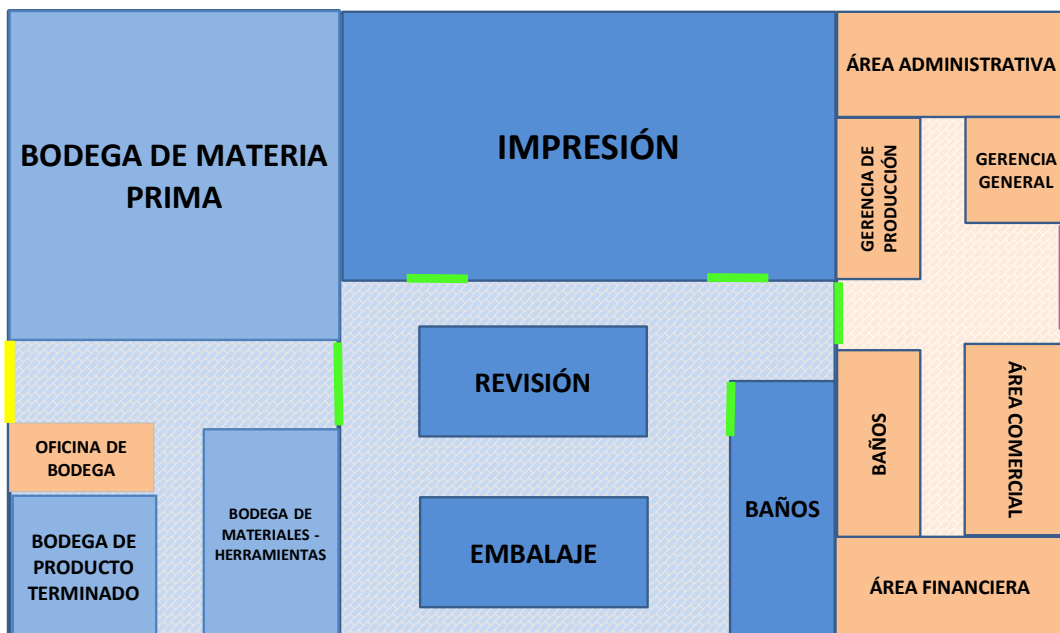 BODEGA DE MATERIA
PRIMA
IMPRESIÓN
ÁREA ADMINISTRATIVA
GERENCIA DE
PRODUCCIÓN
GERENCIA
GENERAL
REVISIÓN
OFICINA DE
BODEGA
BODEGA DE
PRODUCTO
TERMINADO
BODEGA DE
MATERIALES -
HERRAMIENTAS
EMBALAJE
BAÑOS
BAÑOS
ÁREA COMERCIAL
ÁREA FINANCIERA